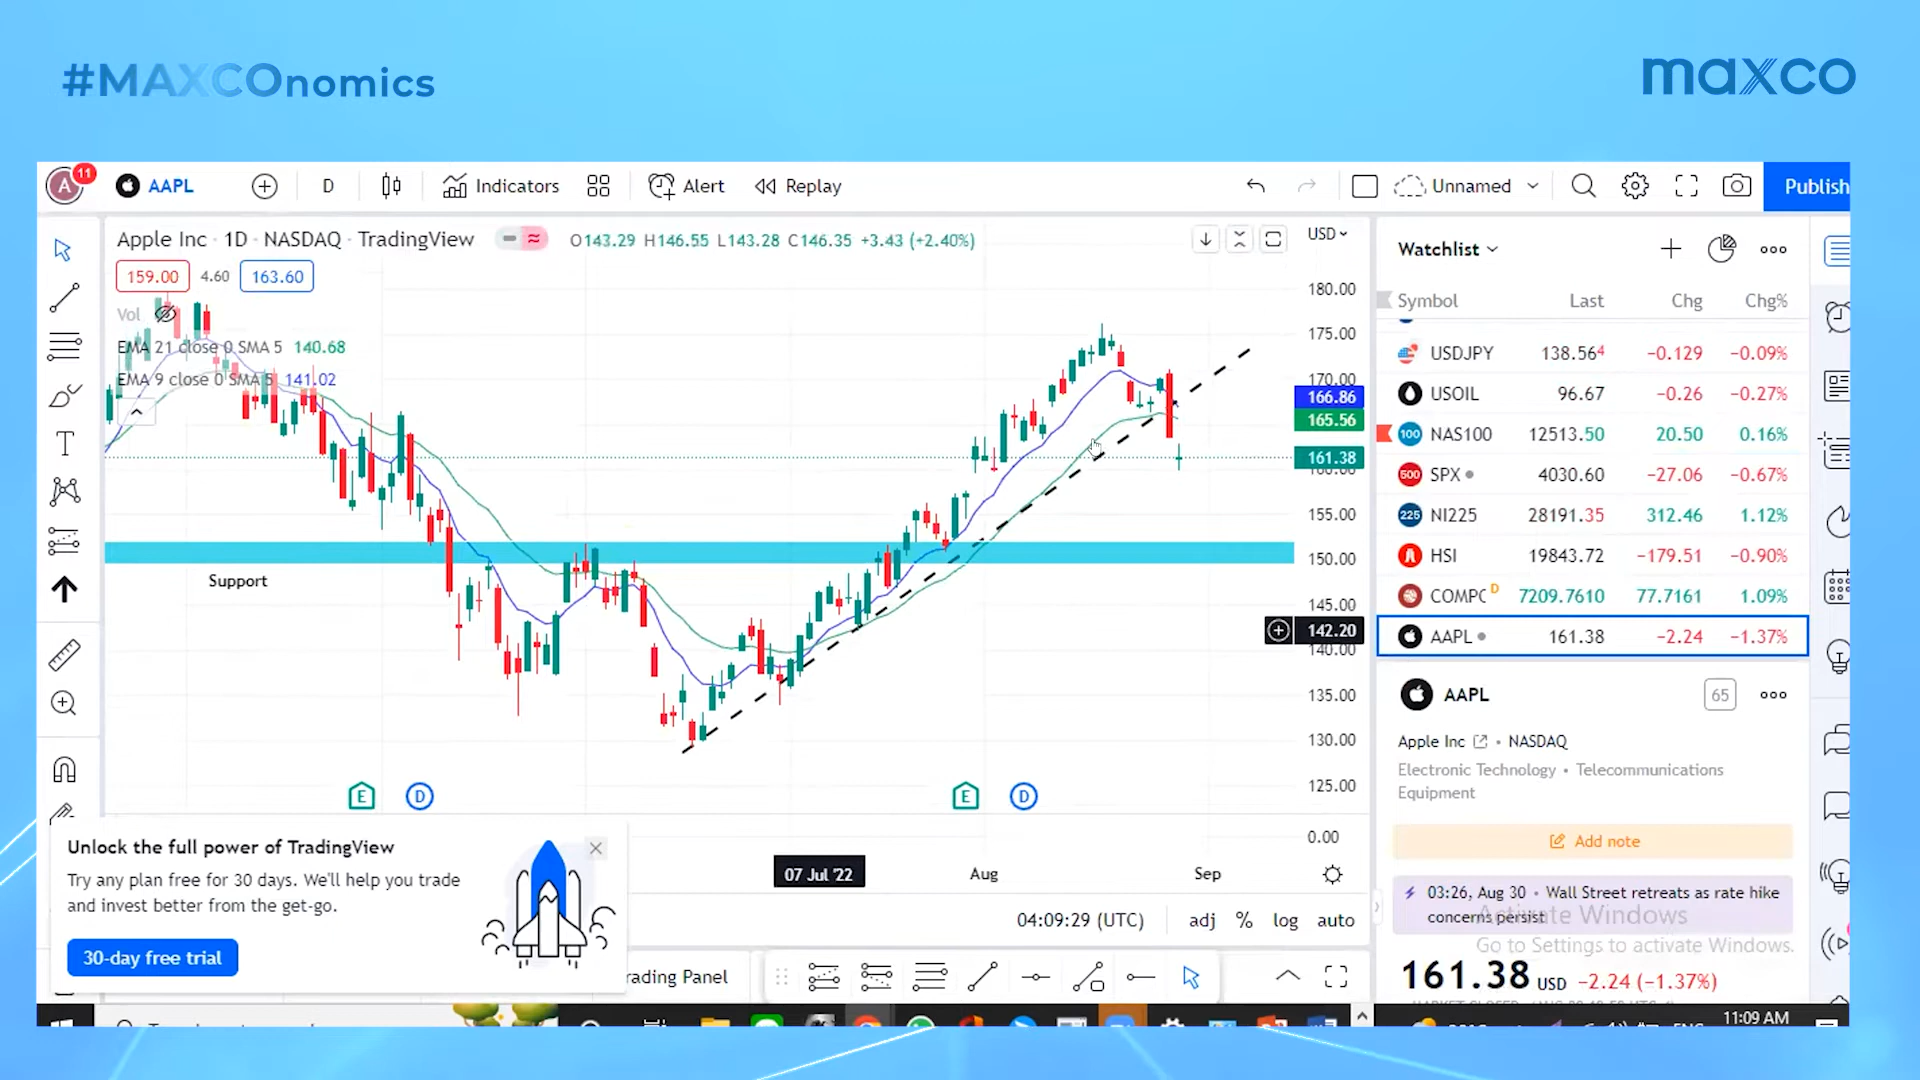 #MAXCOnomics
maxco
A 11 AAPL D Indicators Alert Replay Unnamed Publish
Apple Inc · 1D · NASDAQ · TradingView O143.29 H146.55 L143.28 C146.35 +3.43 (+2.40%) USD
159.00 4.60 163.60
Vol
EMA 21 close 0 SMA 5 140.68
EMA 9 close 0 SMA 5 141.02
180.00
175.00
170.00
166.86
165.56
161.38
160.00
155.00
150.00
145.00
142.20
140.00
135.00
130.00
125.00
0.00
Support
E D E D
07 Jul '22 Aug Sep
04:09:29 (UTC) adj % log auto
Unlock the full power of TradingView
Try any plan free for 30 days. We'll help you trade
and invest better from the get-go.
30-day free trial
rading Panel
Watchlist
Symbol Last Chg Chg%
USDJPY 138.564 −0.129 −0.09%
USOIL 96.67 −0.26 −0.27%
100 NAS100 12513.50 20.50 0.16%
500 SPX 4030.60 −27.06 −0.67%
225 NI225 28191.35 312.46 1.12%
HSI 19843.72 −179.51 −0.90%
COMPC D 7209.7610 77.7161 1.09%
AAPL 161.38 −2.24 −1.37%
AAPL 65
Apple Inc • NASDAQ
Electronic Technology • Telecommunications
Equipment
Add note
03:26, Aug 30 • Wall Street retreats as rate hike
concerns persist
Activate Windows
Go to Settings to activate Windows.
161.38 USD −2.24 (−1.37%)
11:09 AM